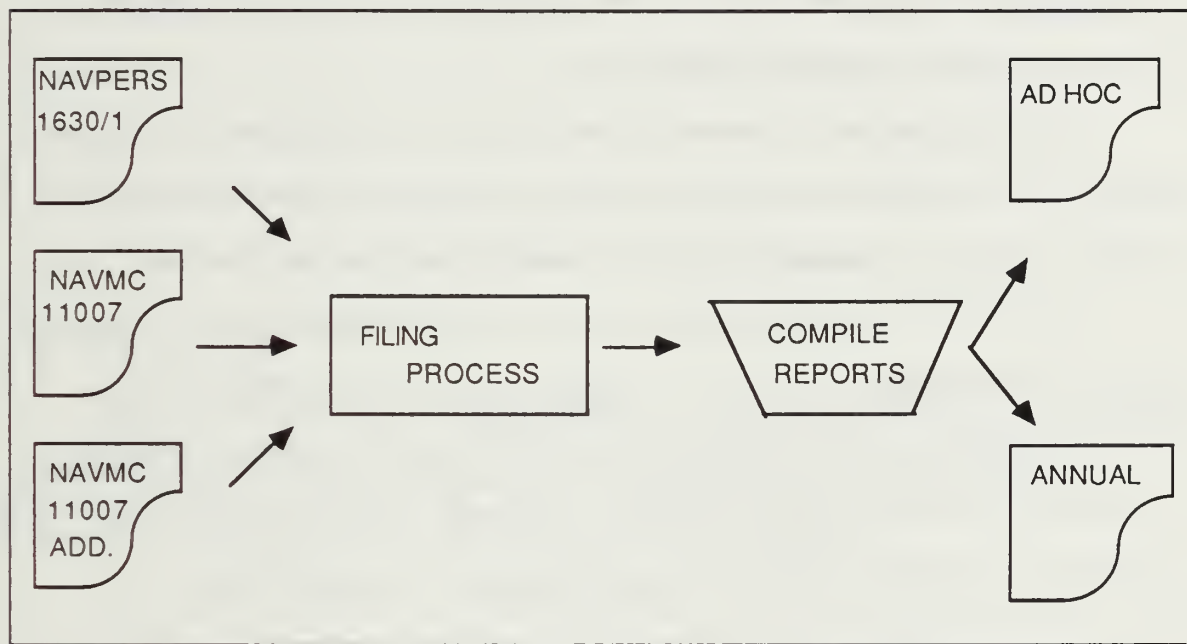 NAVPERS
1630/1
NAVMC
11007
NAVMC
11007
ADD.
FILING
PROCESS
COMPILE
REPORTS
AD HOC
ANNUAL